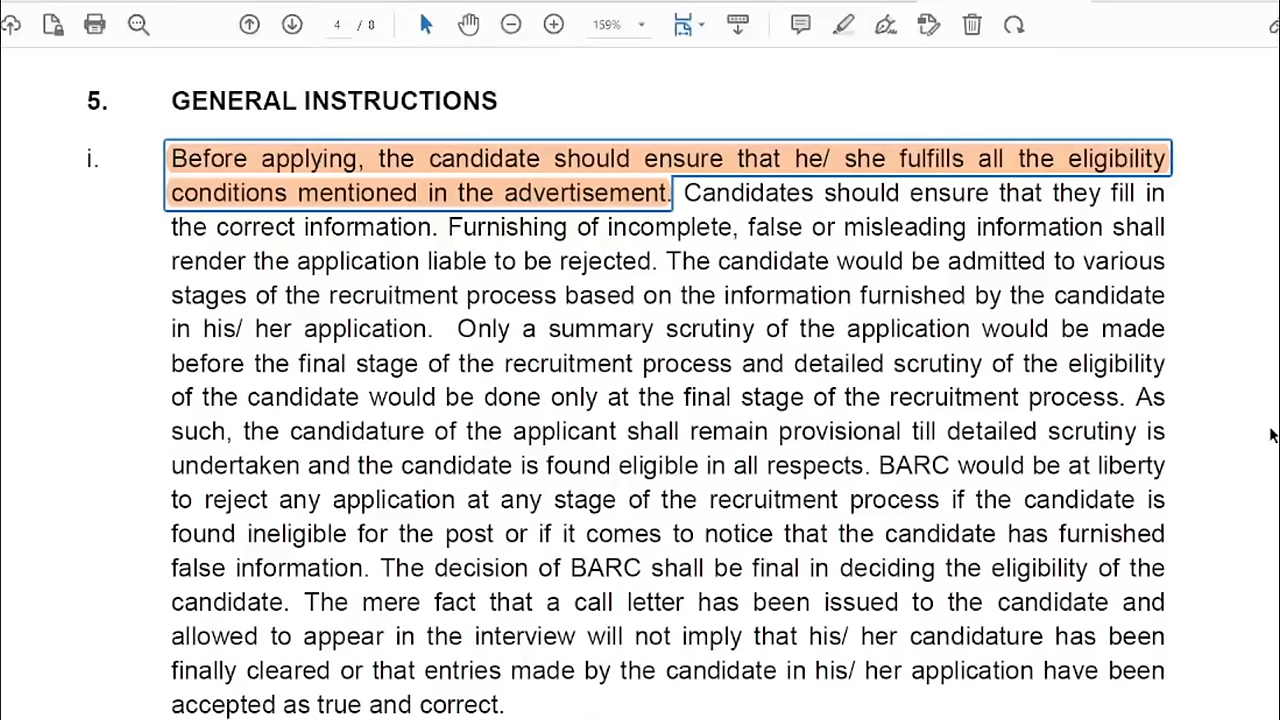 4 / 8
159%
5. GENERAL INSTRUCTIONS
i. Before applying, the candidate should ensure that he/ she fulfills all the eligibility
conditions mentioned in the advertisement. Candidates should ensure that they fill in
the correct information. Furnishing of incomplete, false or misleading information shall
render the application liable to be rejected. The candidate would be admitted to various
stages of the recruitment process based on the information furnished by the candidate
in his/ her application. Only a summary scrutiny of the application would be made
before the final stage of the recruitment process and detailed scrutiny of the eligibility
of the candidate would be done only at the final stage of the recruitment process. As
such, the candidature of the applicant shall remain provisional till detailed scrutiny is
undertaken and the candidate is found eligible in all respects. BARC would be at liberty
to reject any application at any stage of the recruitment process if the candidate is
found ineligible for the post or if it comes to notice that the candidate has furnished
false information. The decision of BARC shall be final in deciding the eligibility of the
candidate. The mere fact that a call letter has been issued to the candidate and
allowed to appear in the interview will not imply that his/ her candidature has been
finally cleared or that entries made by the candidate in his/ her application have been
accepted as true and correct.